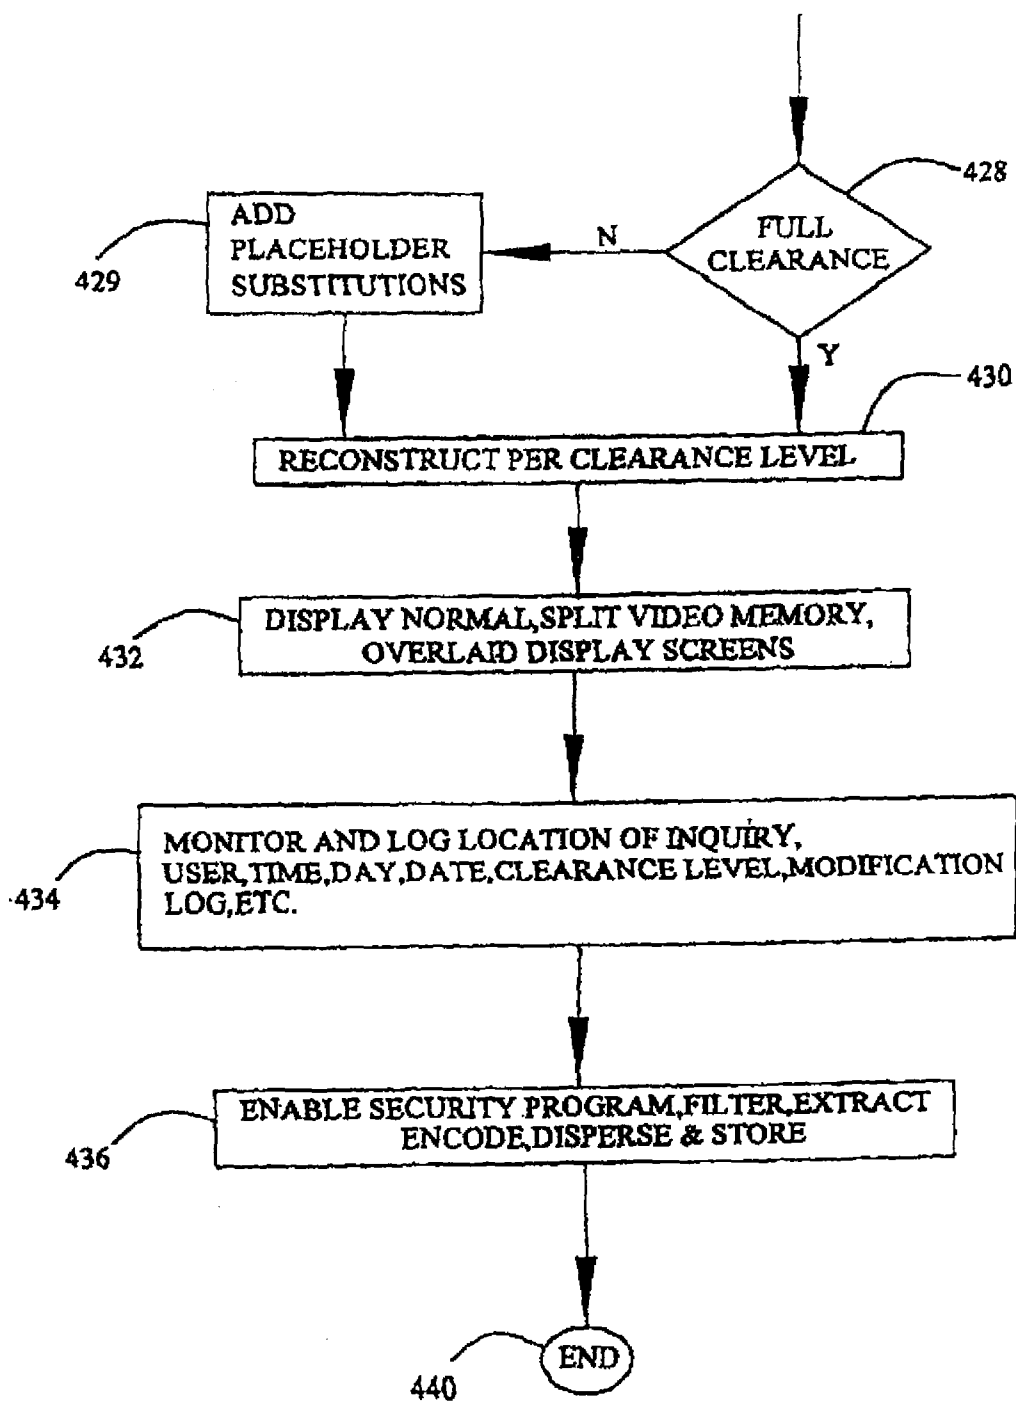 428
FULL
CLEARANCE
N
Y
ADD
PLACEHOLDER
SUBSTITUTIONS
429
430
RECONSTRUCT PER CLEARANCE LEVEL
DISPLAY NORMAL,SPLIT VIDEO MEMORY,
OVERLAID DISPLAY SCREENS
432
MONITOR AND LOG LOCATION OF INQUIRY,
USER,TIME,DAY,DATE,CLEARANCE LEVEL,MODIFICATION
LOG,ETC.
434
ENABLE SECURITY PROGRAM,FILTER,EXTRACT
ENCODE,DISPERSE & STORE
436
END
440